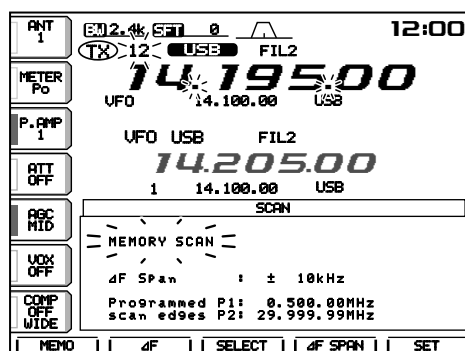 ANT
1
BW 2.4k SFT 0
12:00
TX 12 USB FIL2
14.195.00
METER
Po
VFO 14.100.00 USB
P.AMP
1
VFO USB FIL2
14.205.00
ATT
OFF
1 14.100.00 USB
SCAN
AGC
MID
MEMORY SCAN
VOX
OFF
⊿F Span : ± 10kHz
COMP
OFF
WIDE
Programmed P1: 0.500.00MHz
scan edges P2: 29.999.99MHz
MEMO ⊿F SELECT ⊿F SPAN SET